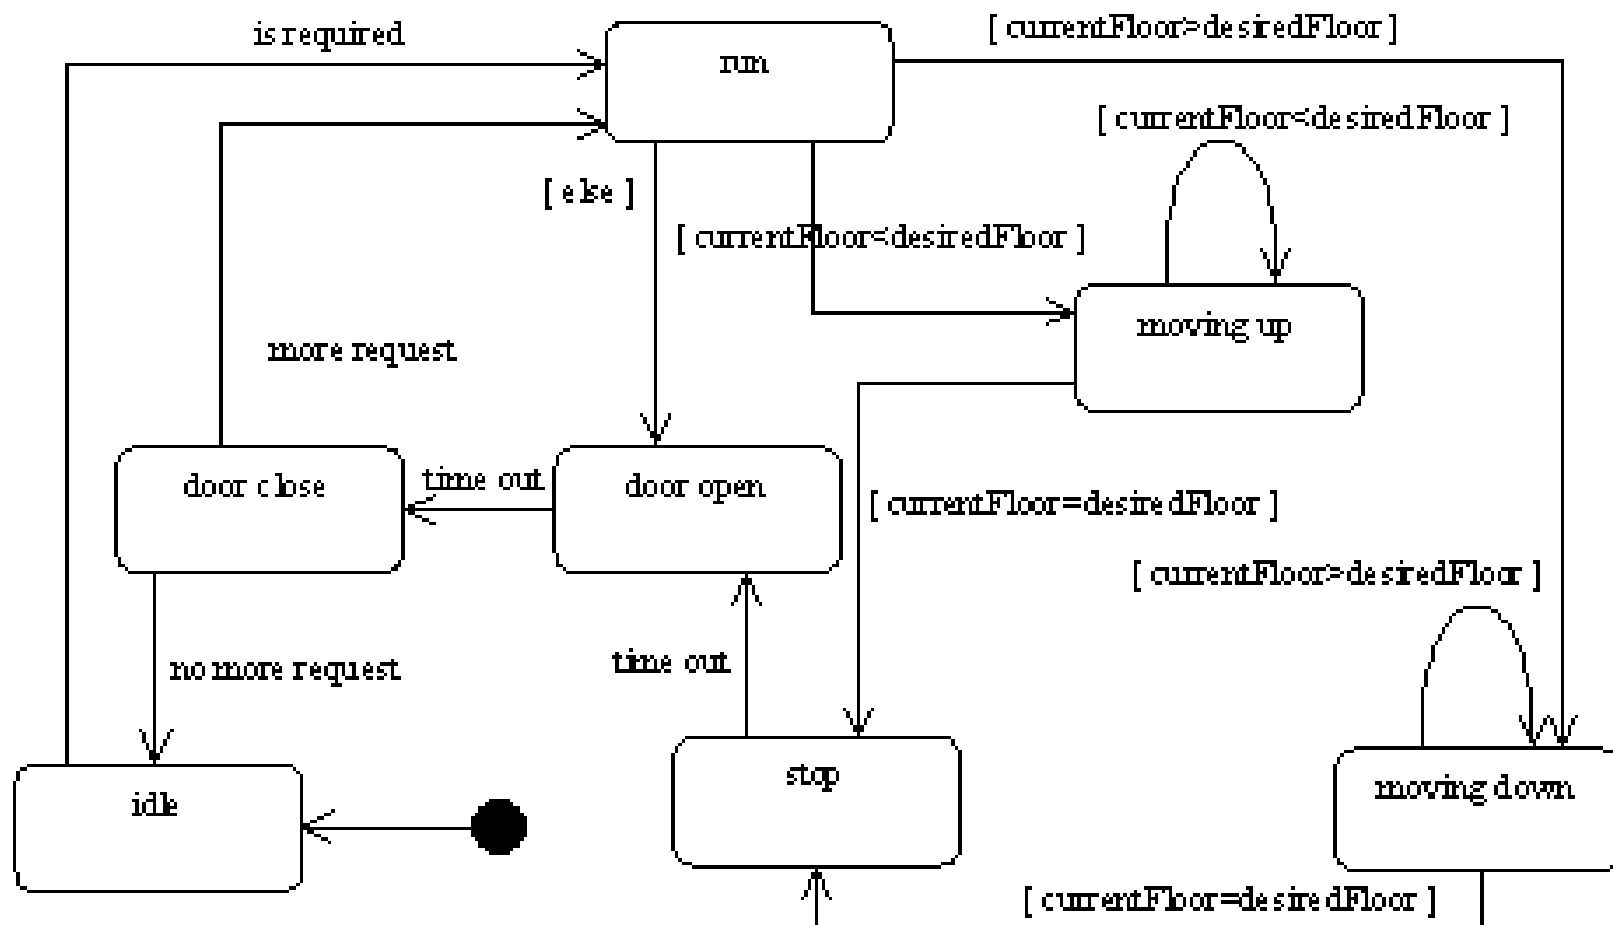 is required
[ currentFloor>desiredFloor ]
run
[ currentFloor<desiredFloor ]
[ else ]
[ currentFloor<desiredFloor ]
moving up
more request
door close
time out
door open
[ currentFloor=desiredFloor ]
[ currentFloor>desiredFloor ]
no more request
time out
stop
moving down
idle
[ currentFloor=desiredFloor ]